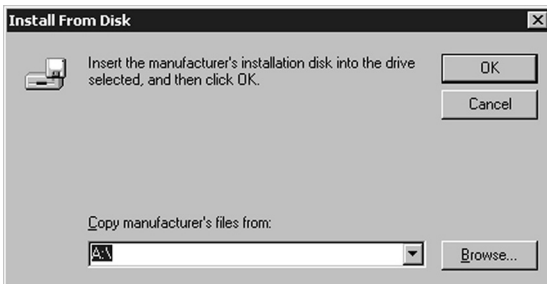 Install From Disk
Insert the manufacturer's installation disk into the drive
selected, and then click OK.
OK
Cancel
Copy manufacturer's files from:
A:\
Browse...